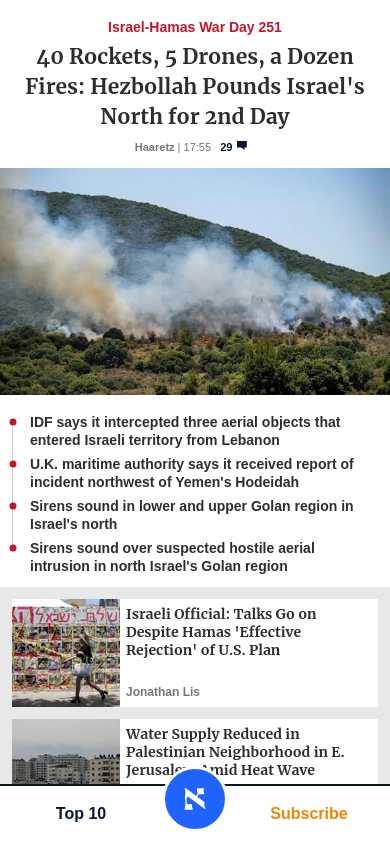 Israel-Hamas War Day 251
40 Rockets, 5 Drones, a Dozen
Fires: Hezbollah Pounds Israel's
North for 2nd Day
Haaretz | 17:55 29
IDF says it intercepted three aerial objects that
entered Israeli territory from Lebanon
U.K. maritime authority says it received report of
incident northwest of Yemen's Hodeidah
Sirens sound in lower and upper Golan region in
Israel's north
Sirens sound over suspected hostile aerial
intrusion in north Israel's Golan region
Israeli Official: Talks Go on
Despite Hamas 'Effective
Rejection' of U.S. Plan
Jonathan Lis
Water Supply Reduced in
Palestinian Neighborhood in E.
Amid Heat Wave
Top 10
Subscribe